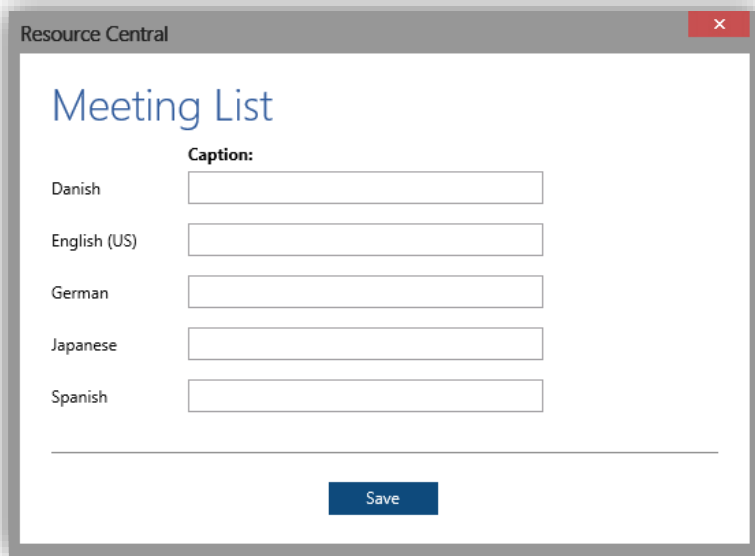 Resource Central
Meeting List
Caption:
Danish
English (US)
German
Japanese
Spanish
Save